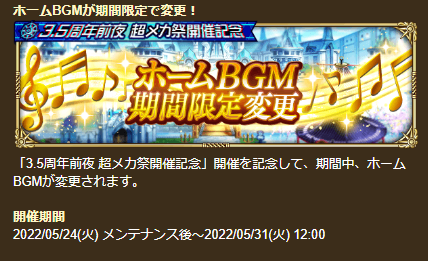 ホームBGMが期間限定で変更！
3.5周年前夜 超メカ祭開催記念
ホームBGM
期間限定変更
「3.5周年前夜 超メカ祭開催記念」開催を記念して、期間中、ホーム
BGMが変更されます。
開催期間
2022/05/24(火) メンテナンス後～2022/05/31(火) 12:00